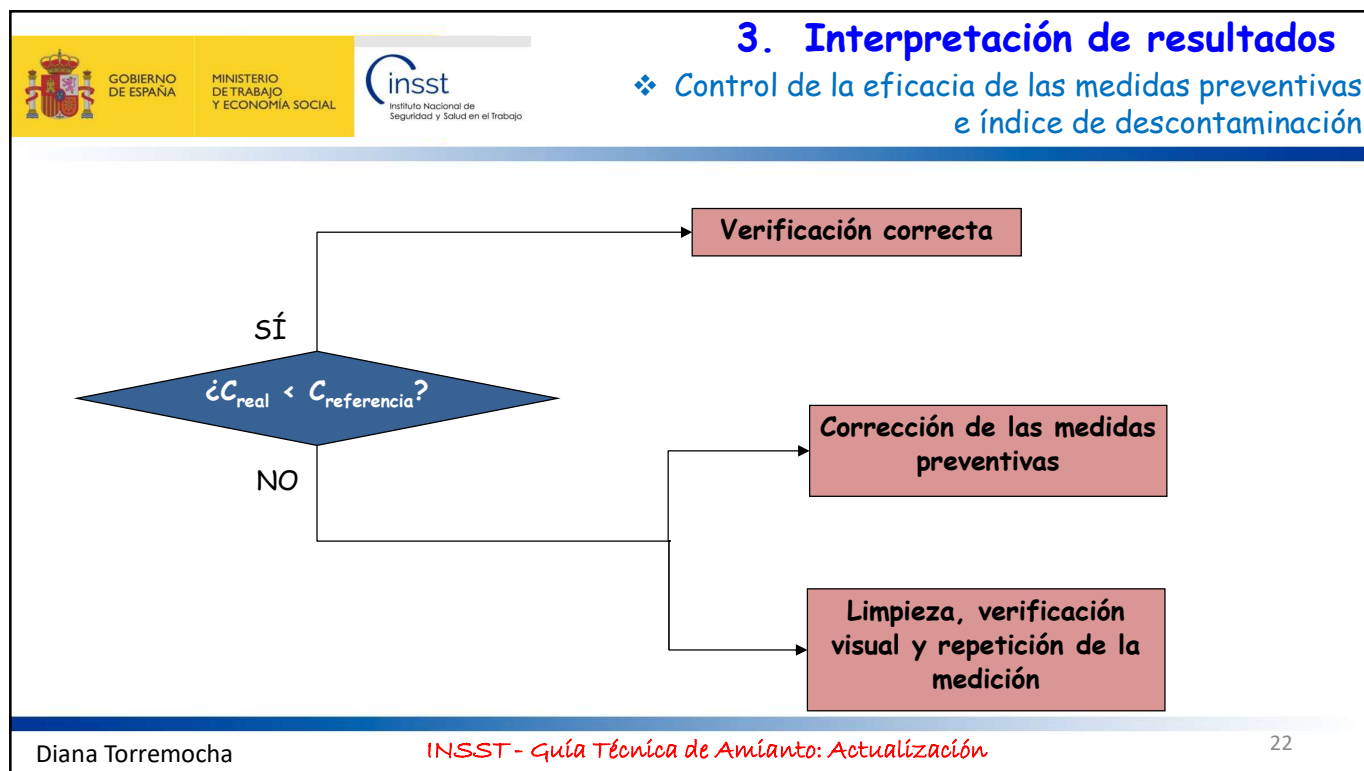 GOBIERNO
DE ESPAÑA
MINISTERIO
DE TRABAJO
Y ECONOMÍA SOCIAL
insst
Instituto Nacional de
Seguridad y Salud en el Trabajo
3. Interpretación de resultados
❖ Control de la eficacia de las medidas preventivas
e índice de descontaminación
Verificación correcta
SÍ
¿Creal < Creferencia?
NO
Corrección de las medidas
preventivas
Limpieza, verificación
visual y repetición de la
medición
Diana Torremocha
INSST - Guía Técnica de Amianto: Actualización
22